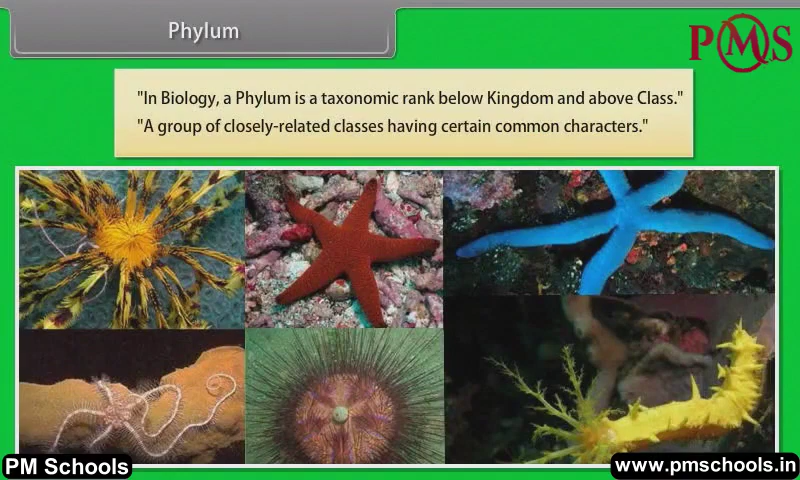 Phylum
PMS
"In Biology, a Phylum is a taxonomic rank below Kingdom and above Class."
"A group of closely-related classes having certain common characters."
PM Schools
www.pmschools.in